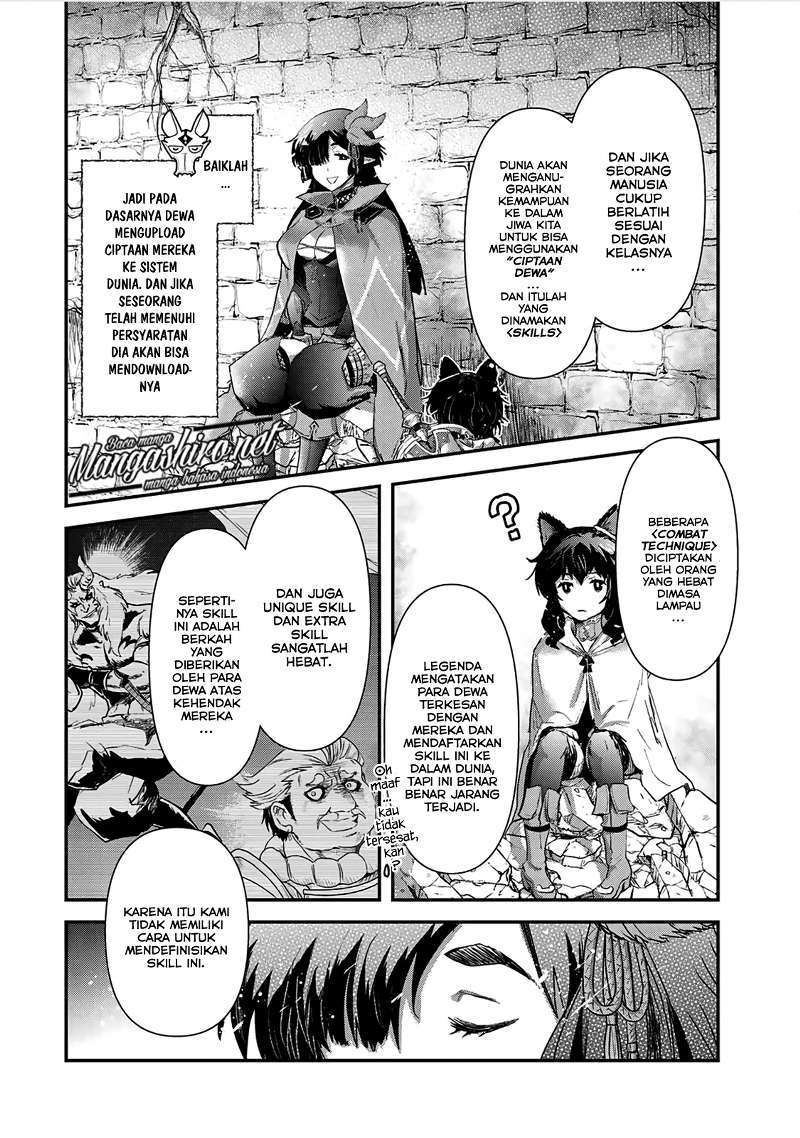 DAN JIKA
SEORANG
MANUSIA
CUKUP
BERLATIH
SESUAI
DENGAN
KELASNYA
...
DUNIA AKAN
MENGANU-
GRAHKAN
KEMAMPUAN
KE DALAM
JIWA KITA
UNTUK BISA
MENGGUNAKAN
"CIPTAAN
DEWA"
...
DAN ITULAH
YANG
DINAMAKAN
<SKILLS>
BAIKLAH
...
JADI PADA
DASARNYA DEWA
MENGUPLOAD
CIPTAAN MEREKA
KE SISTEM
DUNIA. DAN JIKA
SESEORANG
TELAH MEMENUHI
PERSYARATAN
DIA AKAN BISA
MENDOWNLOAD-
NYA
Baca manga
Mangashiro.net
manga bahasa indonesia
?
BEBERAPA
<COMBAT
TECHNIQUE>
DICIPTAKAN
OLEH ORANG
YANG HEBAT
DIMASA
LAMPAU
...
LEGENDA
MENGATAKAN
PARA DEWA
TERKESAN
DENGAN
MEREKA DAN
MENDAFTARKAN
SKILL INI KE
DALAM DUNIA,
TAPI INI BENAR
BENAR JARANG
TERJADI.
DAN JUGA
UNIQUE SKILL
DAN EXTRA
SKILL
SANGATLAH
HEBAT.
SEPERTI-
NYA SKILL
INI ADALAH
BERKAH
YANG
DIBERIKAN
OLEH PARA
DEWA ATAS
KEHENDAK
MEREKA
...
Oh
maaf
...
kau
tidak
tersesat,
kan
?
KARENA ITU KAMI
TIDAK MEMILIKI
CARA UNTUK
MENDEFINISIKAN
SKILL INI.